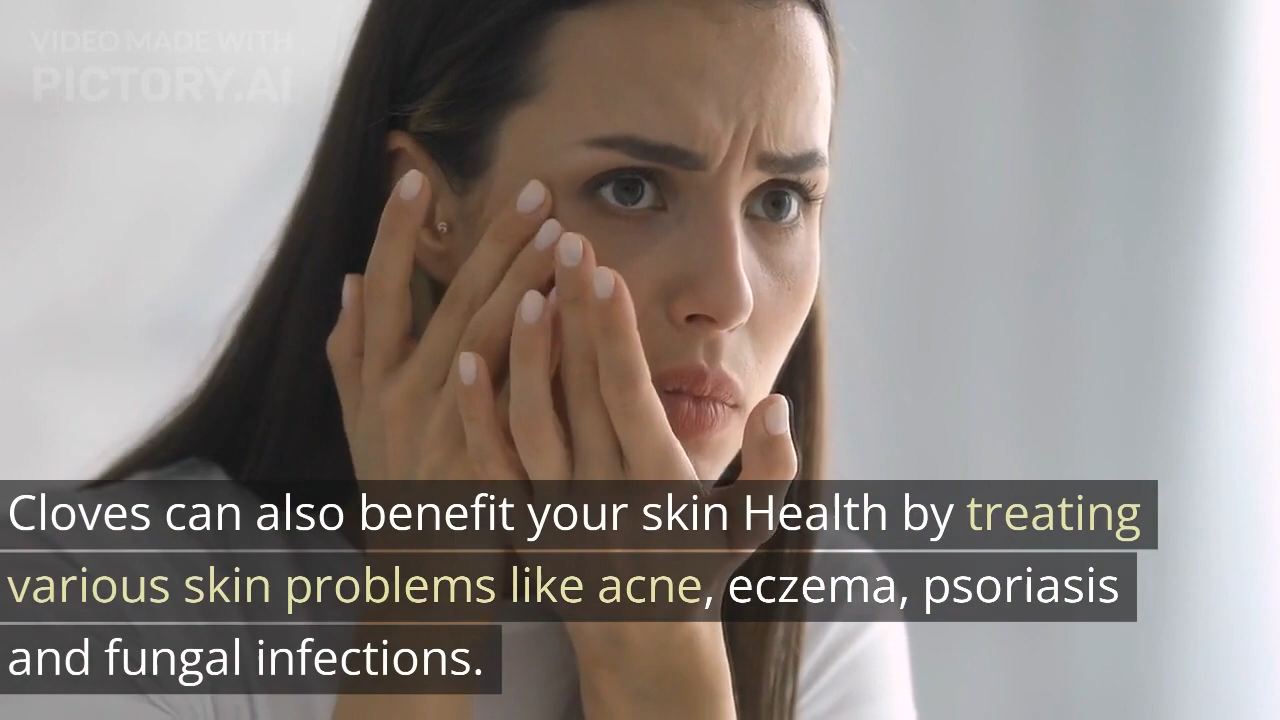 VIDEO MADE WITH
PICTORY.AI
Cloves can also benefit your skin Health by treating
various skin problems like acne, eczema, psoriasis
and fungal infections.